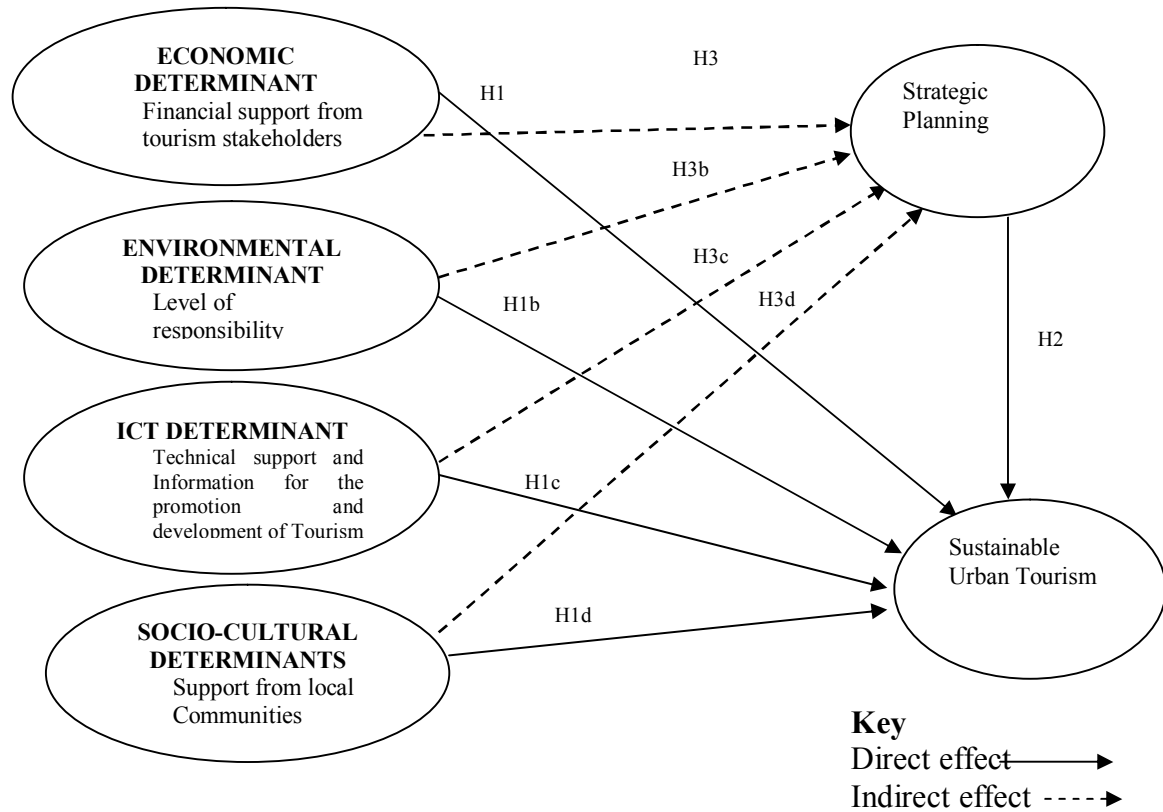 ECONOMIC
DETERMINANT
Financial support from
tourism stakeholders
H1
H3
Strategic
Planning
H3b
ENVIRONMENTAL
DETERMINANT
Level of
responsibility
H1b
H3c
H3d
H2
ICT DETERMINANT
Technical support and
Information for the
promotion and
development of Tourism
H1c
Sustainable
Urban Tourism
H1d
SOCIO-CULTURAL
DETERMINANTS
Support from local
Communities
Key
Direct effect
Indirect effect